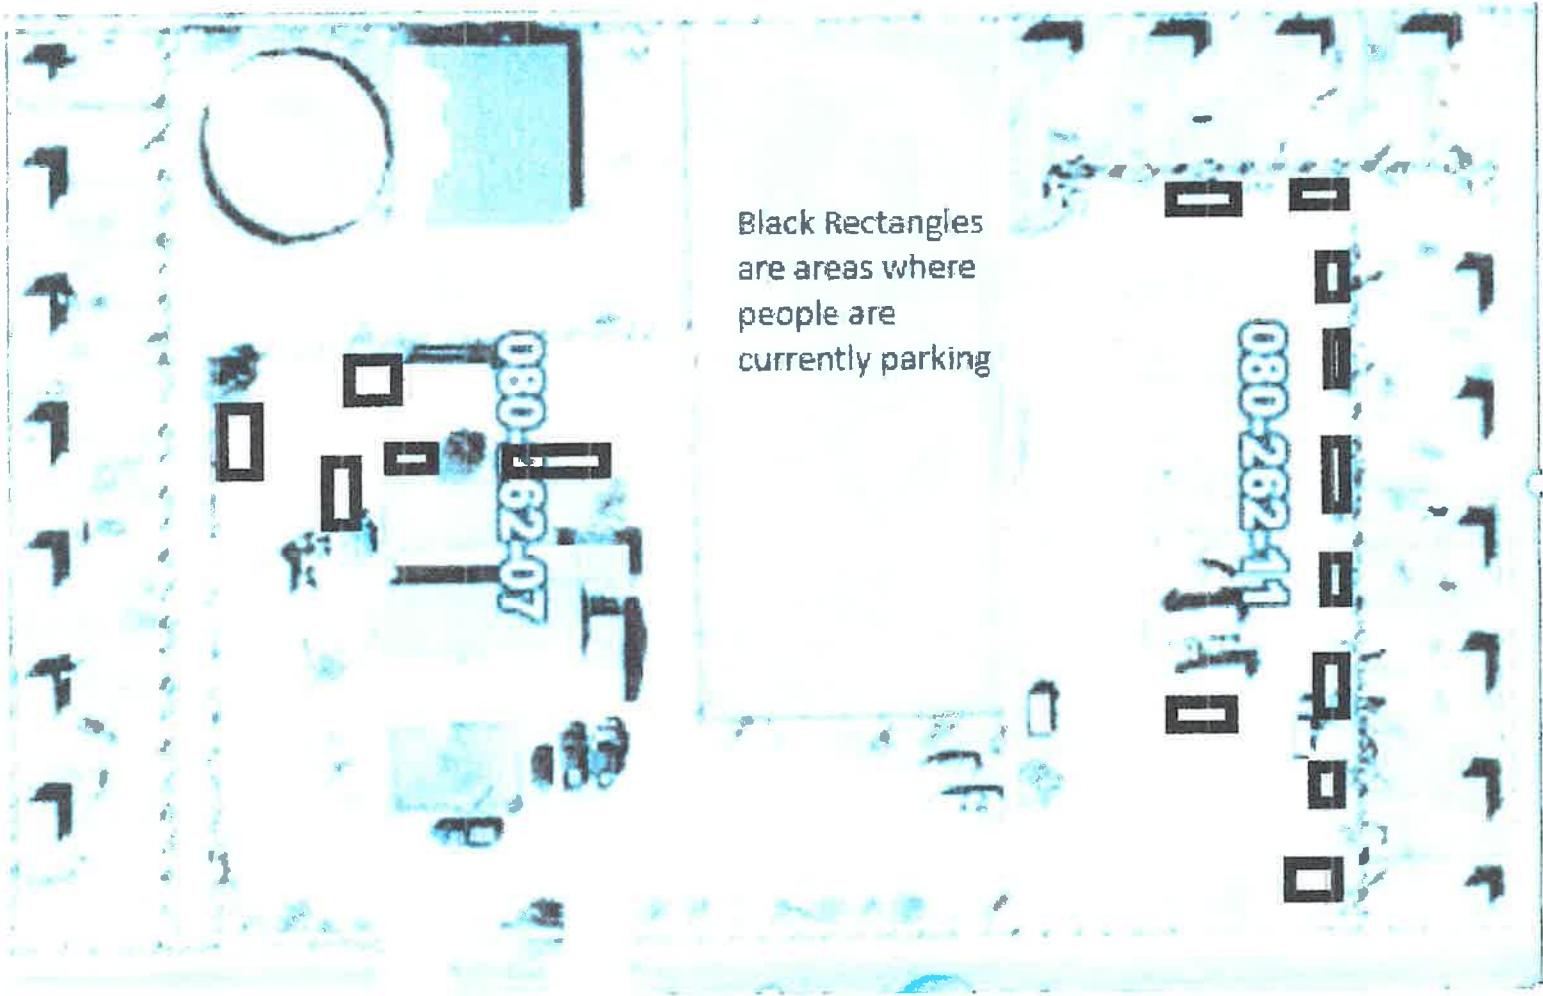 Black Rectangles
are areas where
people are
currently parking
080-262-07
080-262-11